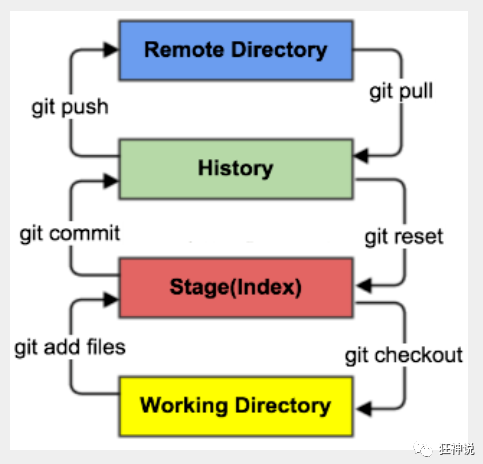 Remote Directory
git push
git pull
History
git commit
git reset
Stage(Index)
git add files
git checkout
Working Directory
狂神说